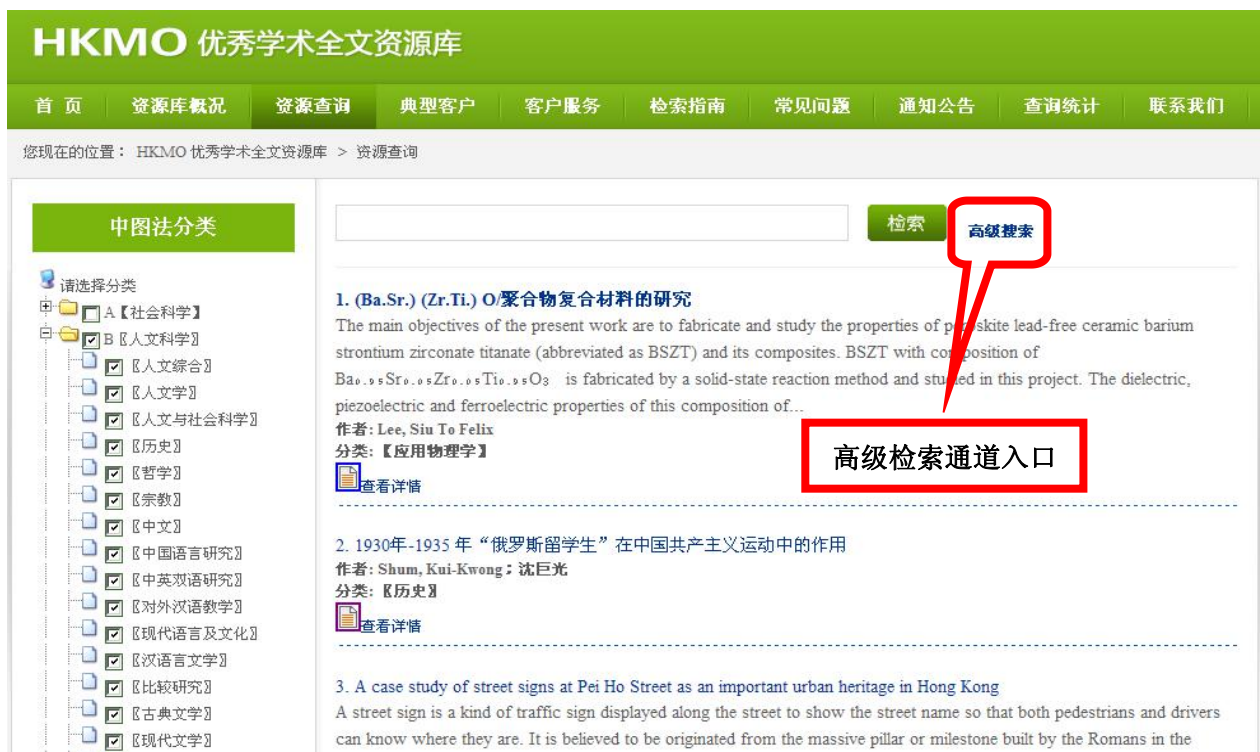 HKMO 优秀学术全文资源库
首 页 资源库概况 资源查询 典型客户 客户服务 检索指南 常见问题 通知公告 查询统计 联系我们
您现在的位置： HKMO 优秀学术全文资源库 > 资源查询
中图法分类
检索 高级搜索
请选择分类
A【社会科学】
B〖人文科学〗
〖人文综合〗
〖人文学〗
〖人文与社会科学〗
〖历史〗
〖哲学〗
〖宗教〗
〖中文〗
〖中国语言研究〗
〖中英双语研究〗
〖对外汉语教学〗
〖现代语言及文化〗
〖汉语言文学〗
〖比较研究〗
〖古典文学〗
〖现代文学〗
1. (Ba.Sr.) (Zr.Ti.) O/聚合物复合材料的研究
The main objectives of the present work are to fabricate and study the properties of perovskite lead-free ceramic barium
strontium zirconate titanate (abbreviated as BSZT) and its composites. BSZT with composition of
Ba₀.₉₅Sr₀.₀₅Zr₀.₀₅Ti₀.₉₅O₃ is fabricated by a solid-state reaction method and studied in this project. The dielectric,
piezoelectric and ferroelectric properties of this composition of...
作者: Lee, Siu To Felix
分类:【应用物理学】
查看详情
高级检索通道入口
2. 1930年-1935 年“俄罗斯留学生”在中国共产主义运动中的作用
作者: Shum, Kui-Kwong；沈巨光
分类:〖历史〗
查看详情
3. A case study of street signs at Pei Ho Street as an important urban heritage in Hong Kong
A street sign is a kind of traffic sign displayed along the street to show the street name so that both pedestrians and drivers
can know where they are. It is believed to be originated from the massive pillar or milestone built by the Romans in the